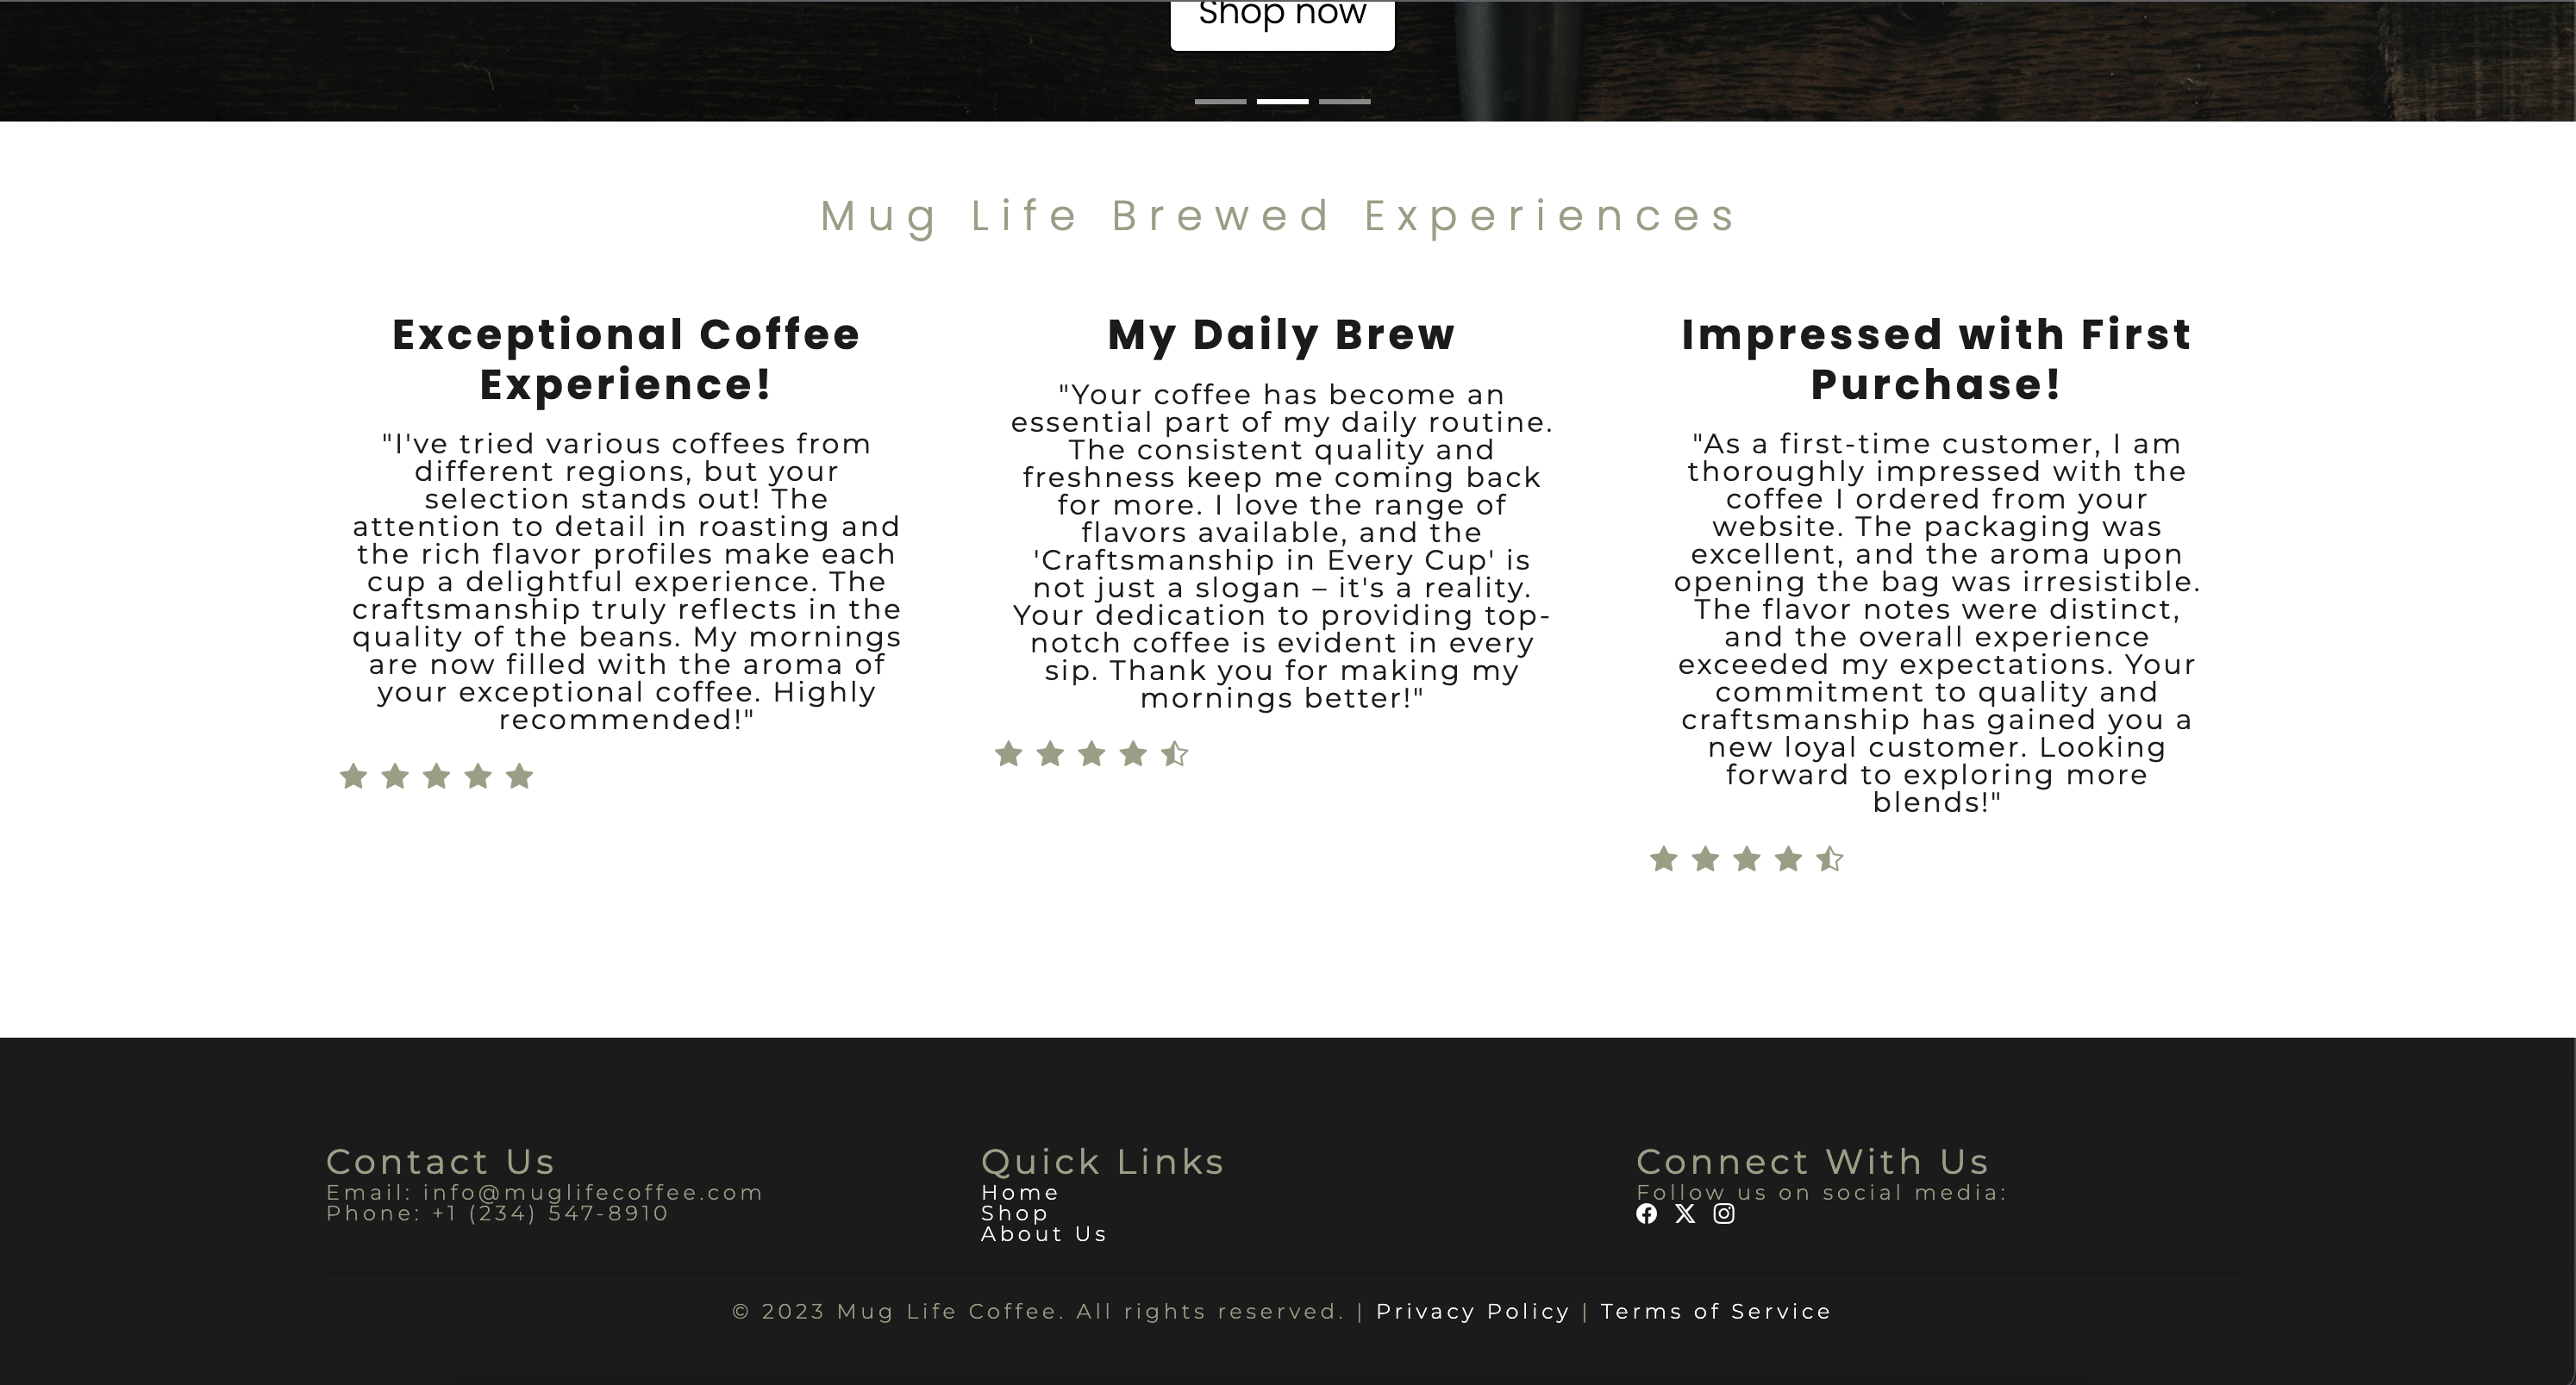 Shop now
Mug Life Brewed Experiences
Exceptional Coffee
Experience!
"I've tried various coffees from
different regions, but your
selection stands out! The
attention to detail in roasting and
the rich flavor profiles make each
cup a delightful experience. The
craftsmanship truly reflects in the
quality of the beans. My mornings
are now filled with the aroma of
your exceptional coffee. Highly
recommended!"
My Daily Brew
"Your coffee has become an
essential part of my daily routine.
The consistent quality and
freshness keep me coming back
for more. I love the range of
flavors available, and the
'Craftsmanship in Every Cup' is
not just a slogan – it's a reality.
Your dedication to providing top-
notch coffee is evident in every
sip. Thank you for making my
mornings better!"
Impressed with First
Purchase!
"As a first-time customer, I am
thoroughly impressed with the
coffee I ordered from your
website. The packaging was
excellent, and the aroma upon
opening the bag was irresistible.
The flavor notes were distinct,
and the overall experience
exceeded my expectations. Your
commitment to quality and
craftsmanship has gained you a
new loyal customer. Looking
forward to exploring more
blends!"
Contact Us
Email: info@muglifecoffee.com
Phone: +1 (234) 547-8910
Quick Links
Home
Shop
About Us
Connect With Us
Follow us on social media:
© 2023 Mug Life Coffee. All rights reserved. | Privacy Policy | Terms of Service